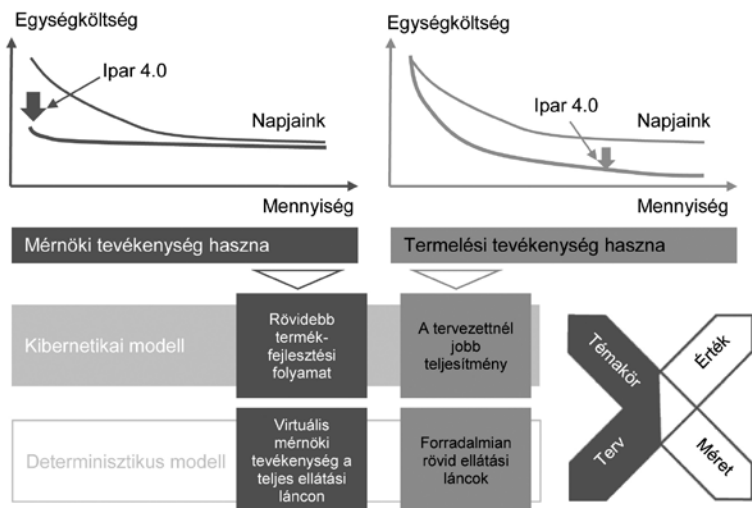 Egységköltség
Ipar 4.0
Napjaink
Mennyiség
Egységköltség
Ipar 4.0
Napjaink
Mennyiség
Mérnöki tevékenység haszna
Termelési tevékenység haszna
Kibernetikai modell
Rövidebb
termék-
fejlesztési
folyamat
A tervezettnél
jobb
teljesítmény
Determinisztikus modell
Virtuális
mérnöki
tevékenység a
teljes ellátási
láncon
Forradalmian
rövid ellátási
láncok
Témakör
Érték
Terv
Méret